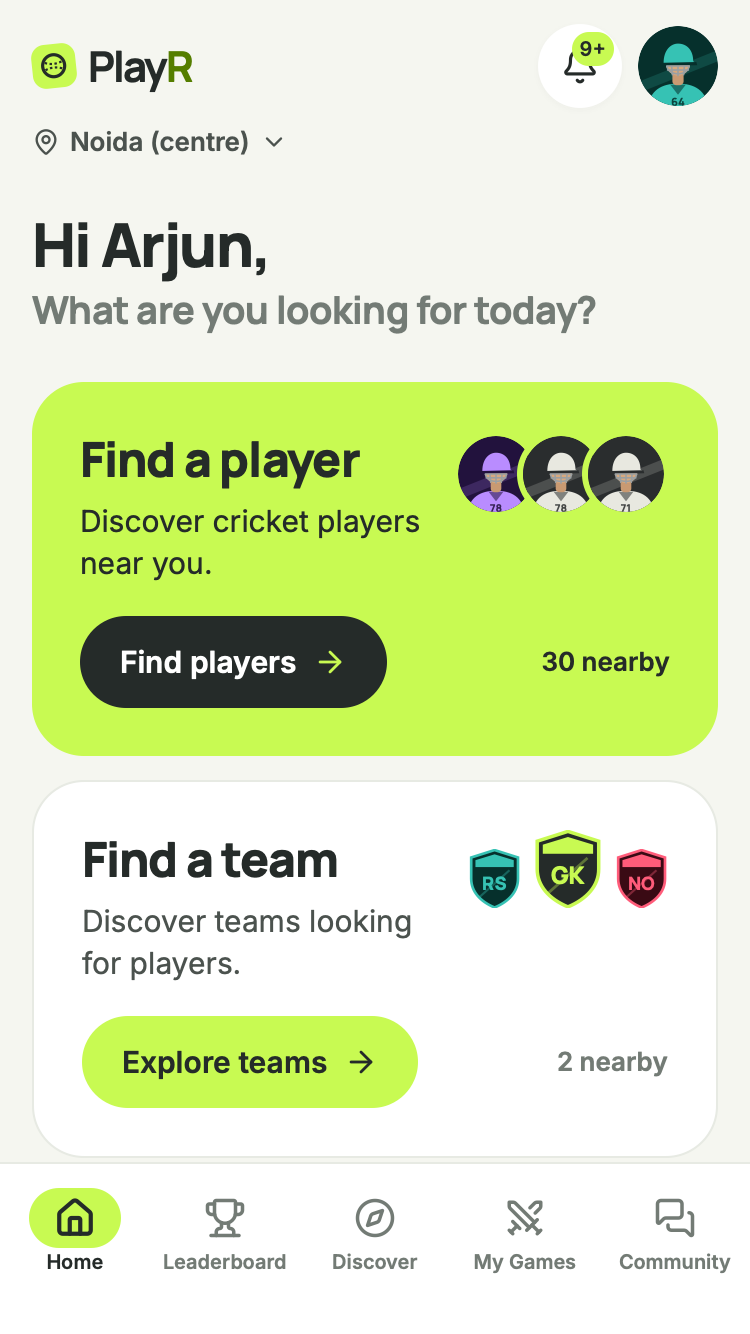 PlayR
9+
64
Noida (centre)
Hi Arjun,
What are you looking for today?
Find a player
78
78
71
Discover cricket players
near you.
Find players
30 nearby
Find a team
RS
GK
NO
Discover teams looking
for players.
Explore teams
2 nearby
Home
Leaderboard
Discover
My Games
Community